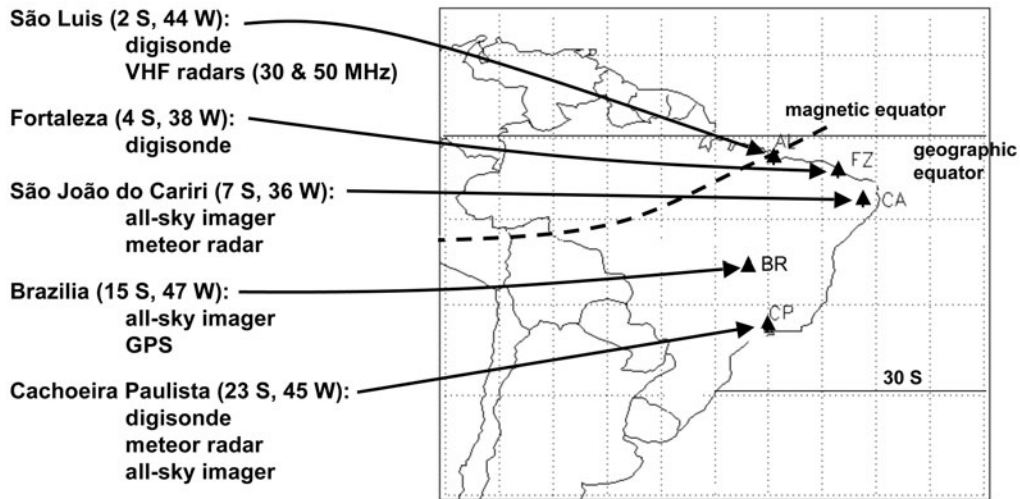 São Luis (2 S, 44 W):
digisonde
VHF radars (30 & 50 MHz)
Fortaleza (4 S, 38 W):
digisonde
São João do Cariri (7 S, 36 W):
all-sky imager
meteor radar
Brazilia (15 S, 47 W):
all-sky imager
GPS
Cachoeira Paulista (23 S, 45 W):
digisonde
meteor radar
all-sky imager
magnetic equator
AL
geographic
equator
FZ
CA
BR
CP
30 S